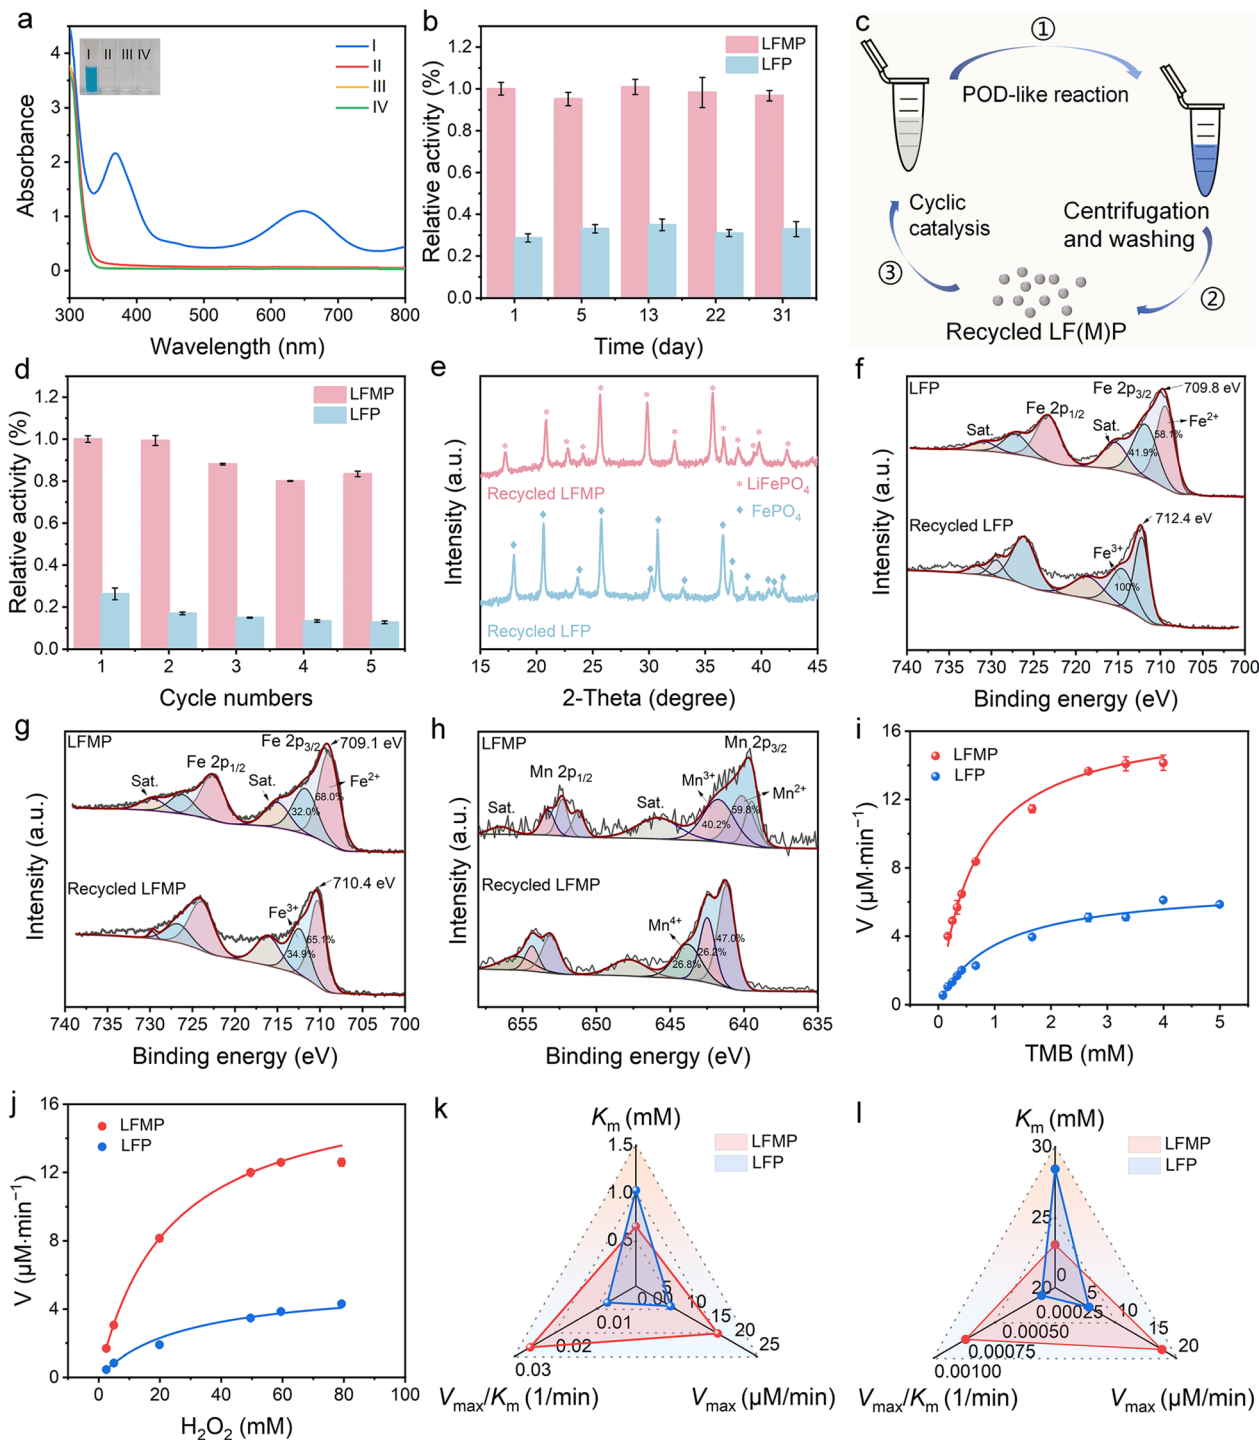 a
I II III IV
I
II
III
IV
Absorbance
4
3
2
1
0
300 400 500 600 700 800
Wavelength (nm)
b
LFMP
LFP
Relative activity (%)
1.2
1.0
0.8
0.6
0.4
0.2
0.0
1 5 13 22 31
Time (day)
c
①
POD-like reaction
Cyclic
catalysis
Centrifugation
and washing
③
②
Recycled LF(M)P
d
LFMP
LFP
Relative activity (%)
1.2
1.0
0.8
0.6
0.4
0.2
0.0
1 2 3 4 5
Cycle numbers
e
Intensity (a.u.)
Recycled LFMP
* LiFePO₄
♦ FePO₄
Recycled LFP
15 20 25 30 35 40 45
2-Theta (degree)
f
LFP
Fe 2p3/2
709.8 eV
Fe 2p1/2
Fe²⁺
Sat.
Sat.
58.1%
41.9%
712.4 eV
Recycled LFP
Fe³⁺
100%
Intensity (a.u.)
740 730 720 710 700
Binding energy (eV)
g
LFMP
Fe 2p3/2
709.1 eV
Fe 2p1/2
Sat.
Sat.
Fe²⁺
68.0%
32.0%
Recycled LFMP
710.4 eV
Fe³⁺
65.1%
34.9%
Intensity (a.u.)
740 730 720 710 700
Binding energy (eV)
h
LFMP
Mn 2p3/2
Mn 2p1/2
Mn³⁺
Mn²⁺
Sat.
Sat.
59.8%
40.2%
Recycled LFMP
Mn⁴⁺
47.0%
26.2%
26.8%
Intensity (a.u.)
655 650 645 640 635
Binding energy (eV)
i
LFMP
LFP
V (μM·min⁻¹)
16
12
8
4
0
0 1 2 3 4 5
TMB (mM)
j
LFMP
LFP
V (μM·min⁻¹)
16
12
8
4
0
0 20 40 60 80 100
H₂O₂ (mM)
k
Km (mM)
LFMP
LFP
1.5
1.0
0.5
0.00
5
10
15
20
25
0.01
0.02
0.03
Vmax/Km (1/min)
Vmax (μM/min)
l
Km (mM)
LFMP
LFP
30
25
20
0
5
10
15
20
0.00025
0.00050
0.00075
0.00100
Vmax/Km (1/min)
Vmax (μM/min)